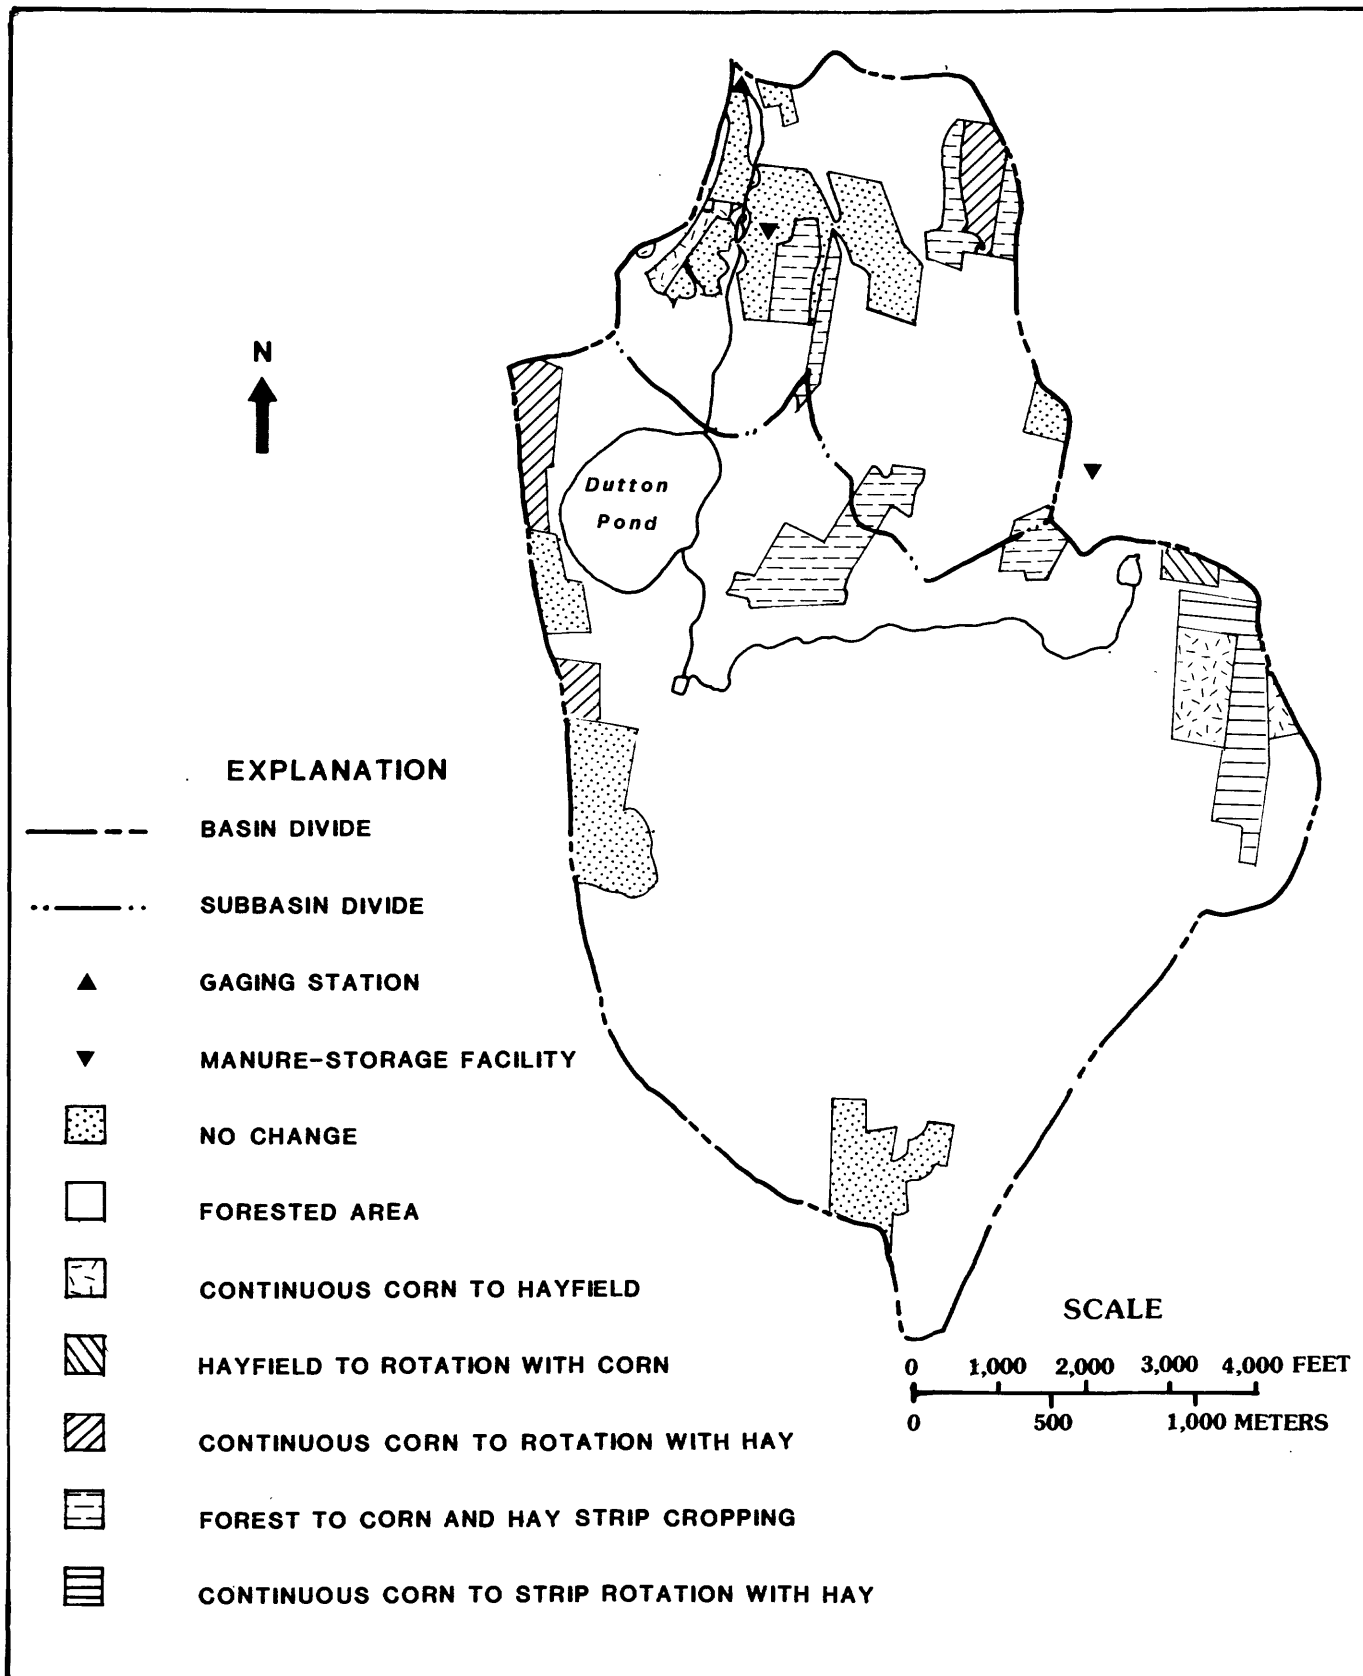 N
Dutton
Pond
EXPLANATION
BASIN DIVIDE
SUBBASIN DIVIDE
GAGING STATION
MANURE-STORAGE FACILITY
NO CHANGE
FORESTED AREA
CONTINUOUS CORN TO HAYFIELD
HAYFIELD TO ROTATION WITH CORN
CONTINUOUS CORN TO ROTATION WITH HAY
FOREST TO CORN AND HAY STRIP CROPPING
CONTINUOUS CORN TO STRIP ROTATION WITH HAY
SCALE
0 1,000 2,000 3,000 4,000 FEET
0 500 1,000 METERS